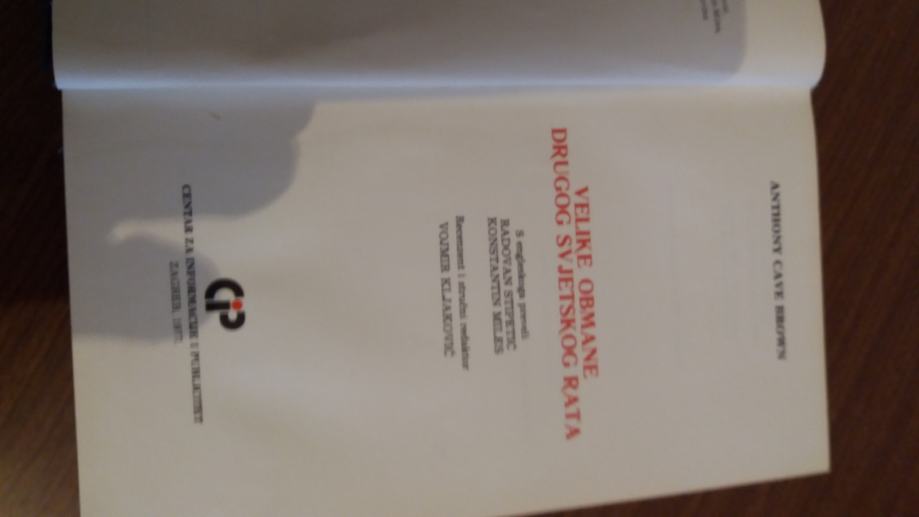 ANTHONY CAVE BROWN
VELIKE OBMANE
DRUGOG SVJETSKOG RATA
S engleskoga preveli
RADOVAN STIPETIĆ
KONSTANTIN MILES
Recenzent i stručni redaktor
VOJMIR KLJAKOVIĆ
CIP
CENTAR ZA INFORMACIJE I PUBLICITET
ZAGREB, 1977.